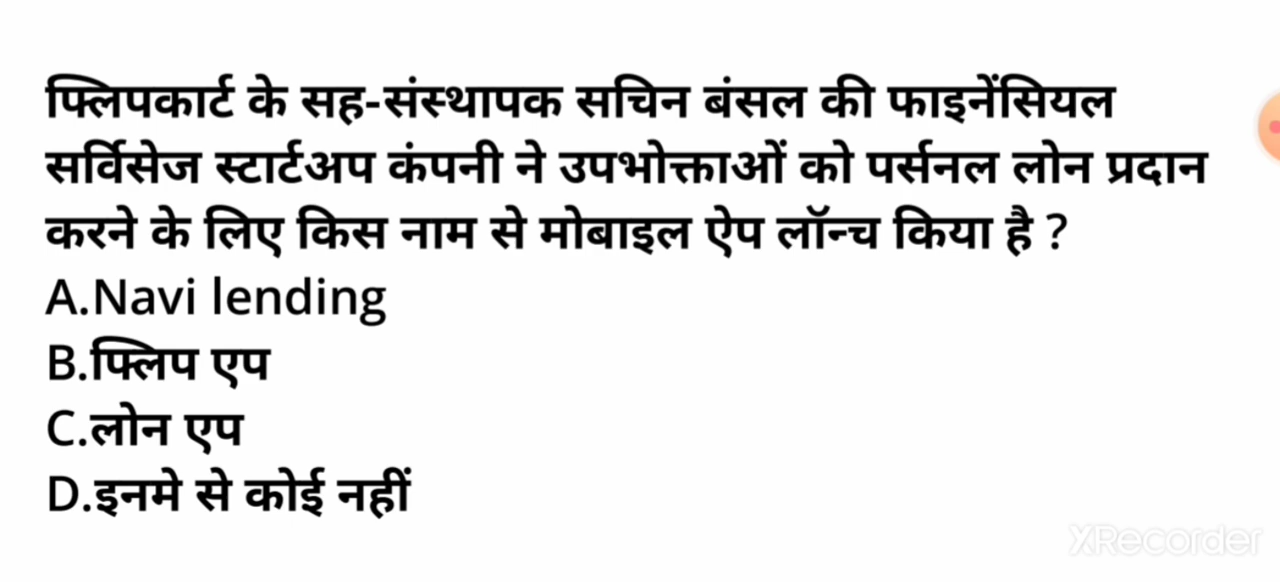 फ्लिपकार्ट के सह-संस्थापक सचिन बंसल की फाइनेंसियल
सर्विसेज स्टार्टअप कंपनी ने उपभोक्ताओं को पर्सनल लोन प्रदान
करने के लिए किस नाम से मोबाइल ऐप लॉन्च किया है ?
A.Navi lending
B.फ्लिप एप
C.लोन एप
D.इनमे से कोई नहीं
XRecorder